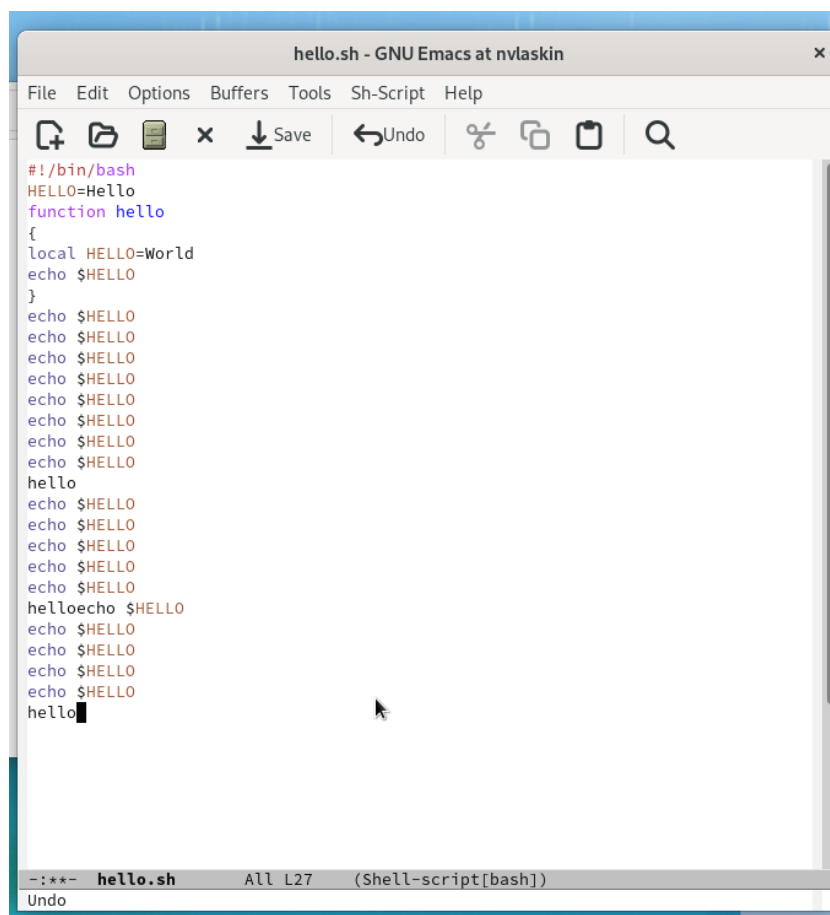 hello.sh - GNU Emacs at nvlaskin ×
File Edit Options Buffers Tools Sh-Script Help
Save Undo
#!/bin/bash
HELLO=Hello
function hello
{
local HELLO=World
echo $HELLO
}
echo $HELLO
echo $HELLO
echo $HELLO
echo $HELLO
echo $HELLO
echo $HELLO
echo $HELLO
echo $HELLO
hello
echo $HELLO
echo $HELLO
echo $HELLO
echo $HELLO
echo $HELLO
helloecho $HELLO
echo $HELLO
echo $HELLO
echo $HELLO
echo $HELLO
hello
-:**- hello.sh All L27 (Shell-script[bash])
Undo